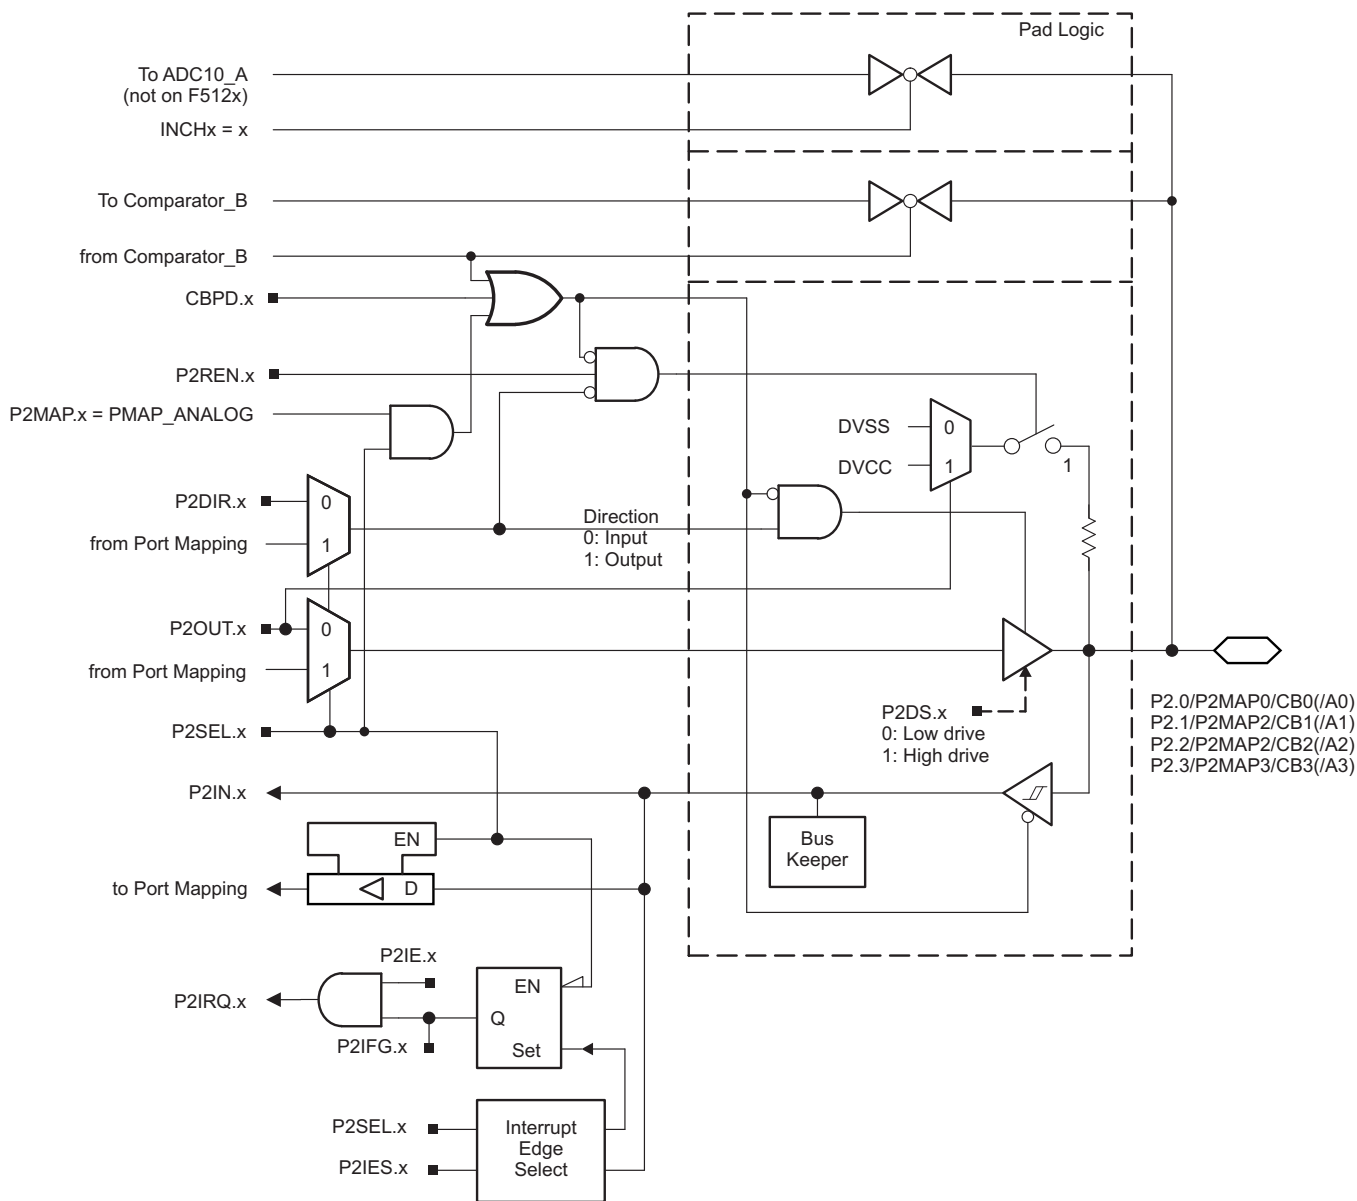 Pad Logic
To ADC10_A
(not on F512x)
INCHx = x
To Comparator_B
from Comparator_B
CBPD.x
P2REN.x
P2MAP.x = PMAP_ANALOG
DVSS
0
DVCC
1
1
P2DIR.x
0
from Port Mapping
1
Direction
0: Input
1: Output
P2OUT.x
0
from Port Mapping
1
P2SEL.x
P2DS.x
0: Low drive
1: High drive
P2.0/P2MAP0/CB0(/A0)
P2.1/P2MAP2/CB1(/A1)
P2.2/P2MAP2/CB2(/A2)
P2.3/P2MAP3/CB3(/A3)
P2IN.x
Bus
Keeper
EN
to Port Mapping
D
P2IE.x
P2IRQ.x
EN
Q
Set
P2IFG.x
P2SEL.x
P2IES.x
Interrupt
Edge
Select